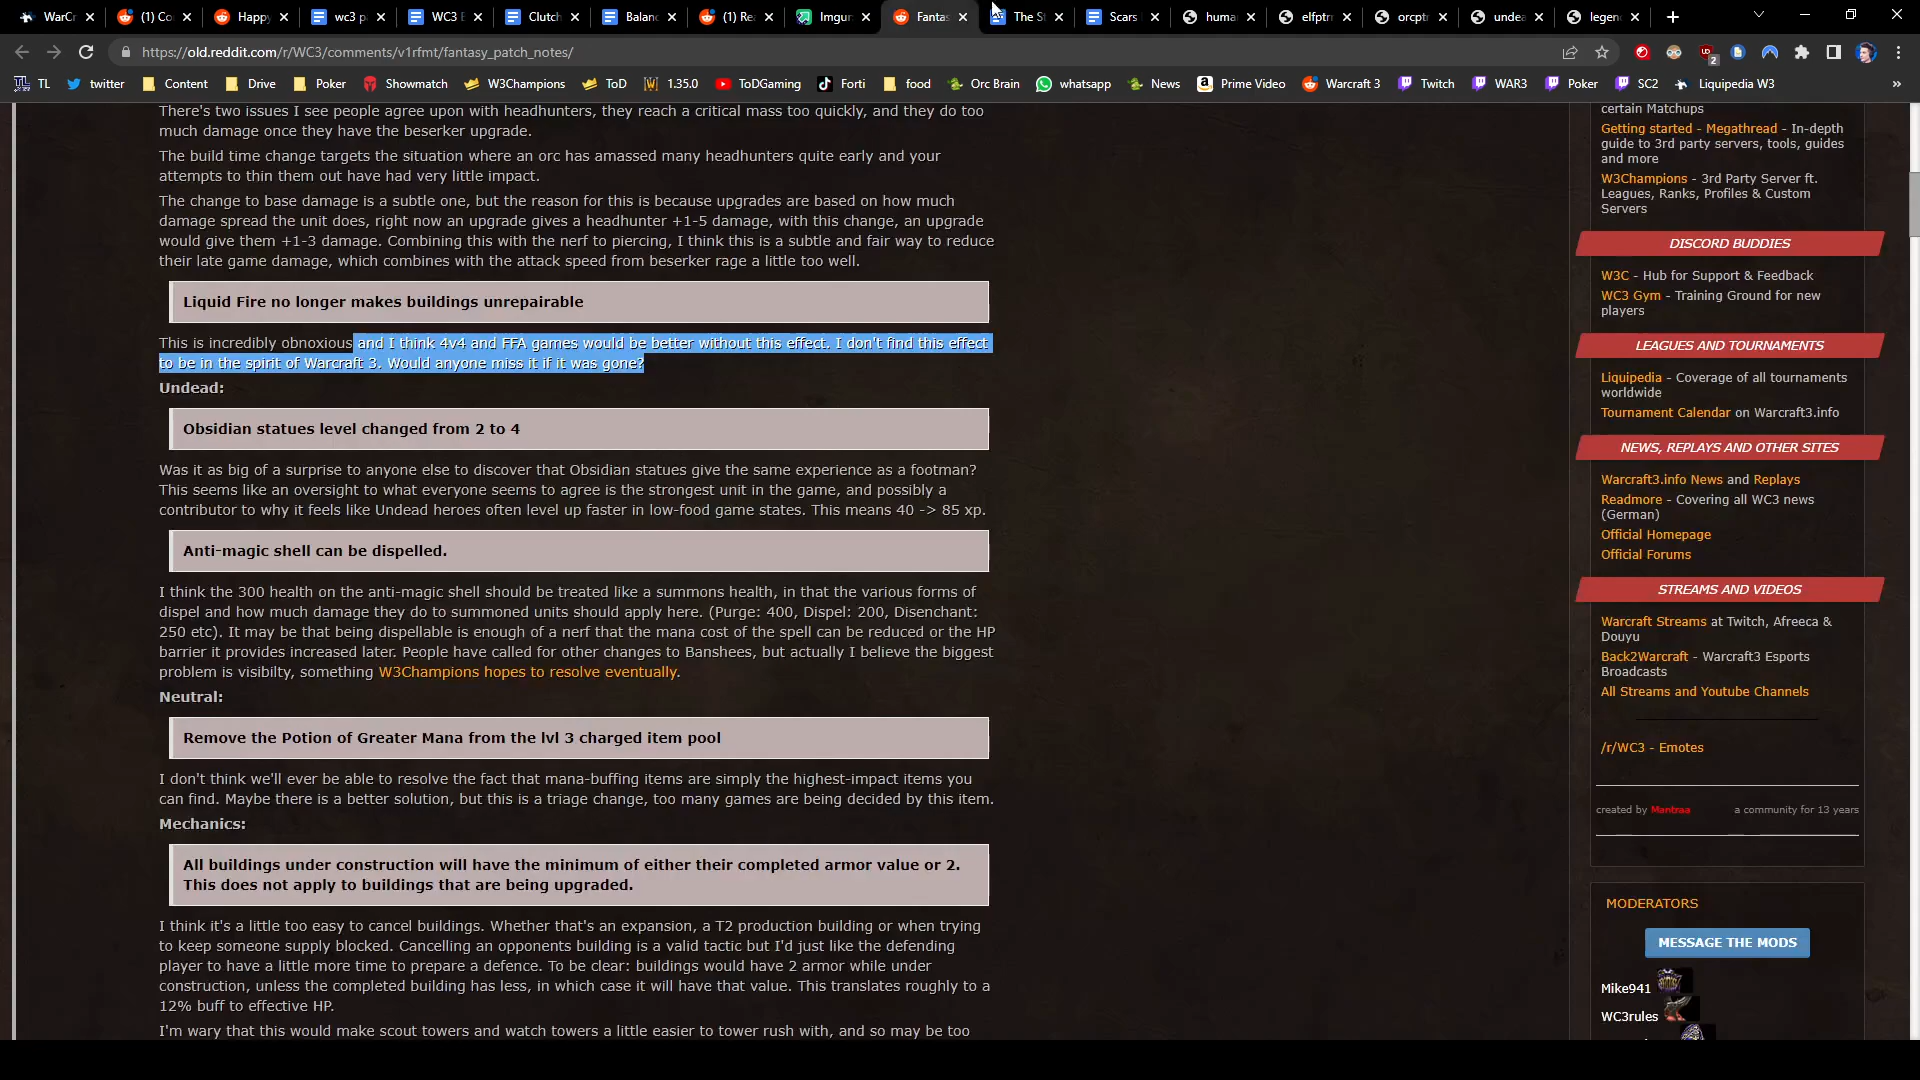 WarCr
(1) Co
Happy
wc3 p
WC3 E
Clutch
Balanc
(1) Re
Imgur
Fantas
The St
Scars
human
elfptr
orcptr
undea
legen
https://old.reddit.com/r/WC3/comments/v1rfmt/fantasy_patch_notes/
2
TL
twitter
Content
Drive
Poker
Showmatch
W3Champions
ToD
1.35.0
ToDGaming
Forti
food
Orc Brain
whatsapp
News
Prime Video
Warcraft 3
Twitch
WAR3
Poker
SC2
Liquipedia W3
»
There's two issues I see people agree upon with headhunters, they reach a critical mass too quickly, and they do too
much damage once they have the beserker upgrade.
The build time change targets the situation where an orc has amassed many headhunters quite early and your
attempts to thin them out have had very little impact.
The change to base damage is a subtle one, but the reason for this is because upgrades are based on how much
damage spread the unit does, right now an upgrade gives a headhunter +1-5 damage, with this change, an upgrade
would give them +1-3 damage. Combining this with the nerf to piercing, I think this is a subtle and fair way to reduce
their late game damage, which combines with the attack speed from beserker rage a little too well.
Liquid Fire no longer makes buildings unrepairable
This is incredibly obnoxious and I think 4v4 and FFA games would be better without this effect. I don't find this effect
to be in the spirit of Warcraft 3. Would anyone miss it if it was gone?
Undead:
Obsidian statues level changed from 2 to 4
Was it as big of a surprise to anyone else to discover that Obsidian statues give the same experience as a footman?
This seems like an oversight to what everyone seems to agree is the strongest unit in the game, and possibly a
contributor to why it feels like Undead heroes often level up faster in low-food game states. This means 40 -> 85 xp.
Anti-magic shell can be dispelled.
I think the 300 health on the anti-magic shell should be treated like a summons health, in that the various forms of
dispel and how much damage they do to summoned units should apply here. (Purge: 400, Dispel: 200, Disenchant:
250 etc). It may be that being dispellable is enough of a nerf that the mana cost of the spell can be reduced or the HP
barrier it provides increased later. People have called for other changes to Banshees, but actually I believe the biggest
problem is visibilty, something W3Champions hopes to resolve eventually.
Neutral:
Remove the Potion of Greater Mana from the lvl 3 charged item pool
I don't think we'll ever be able to resolve the fact that mana-buffing items are simply the highest-impact items you
can find. Maybe there is a better solution, but this is a triage change, too many games are being decided by this item.
Mechanics:
All buildings under construction will have the minimum of either their completed armor value or 2.
This does not apply to buildings that are being upgraded.
I think it's a little too easy to cancel buildings. Whether that's an expansion, a T2 production building or when trying
to keep someone supply blocked. Cancelling an opponents building is a valid tactic but I'd just like the defending
player to have a little more time to prepare a defence. To be clear: buildings would have 2 armor while under
construction, unless the completed building has less, in which case it will have that value. This translates roughly to a
12% buff to effective HP.
I'm wary that this would make scout towers and watch towers a little easier to tower rush with, and so may be too
certain Matchups
Getting started - Megathread - In-depth
guide to 3rd party servers, tools, guides
and more
W3Champions - 3rd Party Server ft.
Leagues, Ranks, Profiles & Custom
Servers
DISCORD BUDDIES
W3C - Hub for Support & Feedback
WC3 Gym - Training Ground for new
players
LEAGUES AND TOURNAMENTS
Liquipedia - Coverage of all tournaments
worldwide
Tournament Calendar on Warcraft3.info
NEWS, REPLAYS AND OTHER SITES
Warcraft3.info News and Replays
Readmore - Covering all WC3 news
(German)
Official Homepage
Official Forums
STREAMS AND VIDEOS
Warcraft Streams at Twitch, Afreeca &
Douyu
Back2Warcraft - Warcraft3 Esports
Broadcasts
All Streams and Youtube Channels
/r/WC3 - Emotes
created by Mantraa a community for 13 years
MODERATORS
MESSAGE THE MODS
Mike941
WC3rules